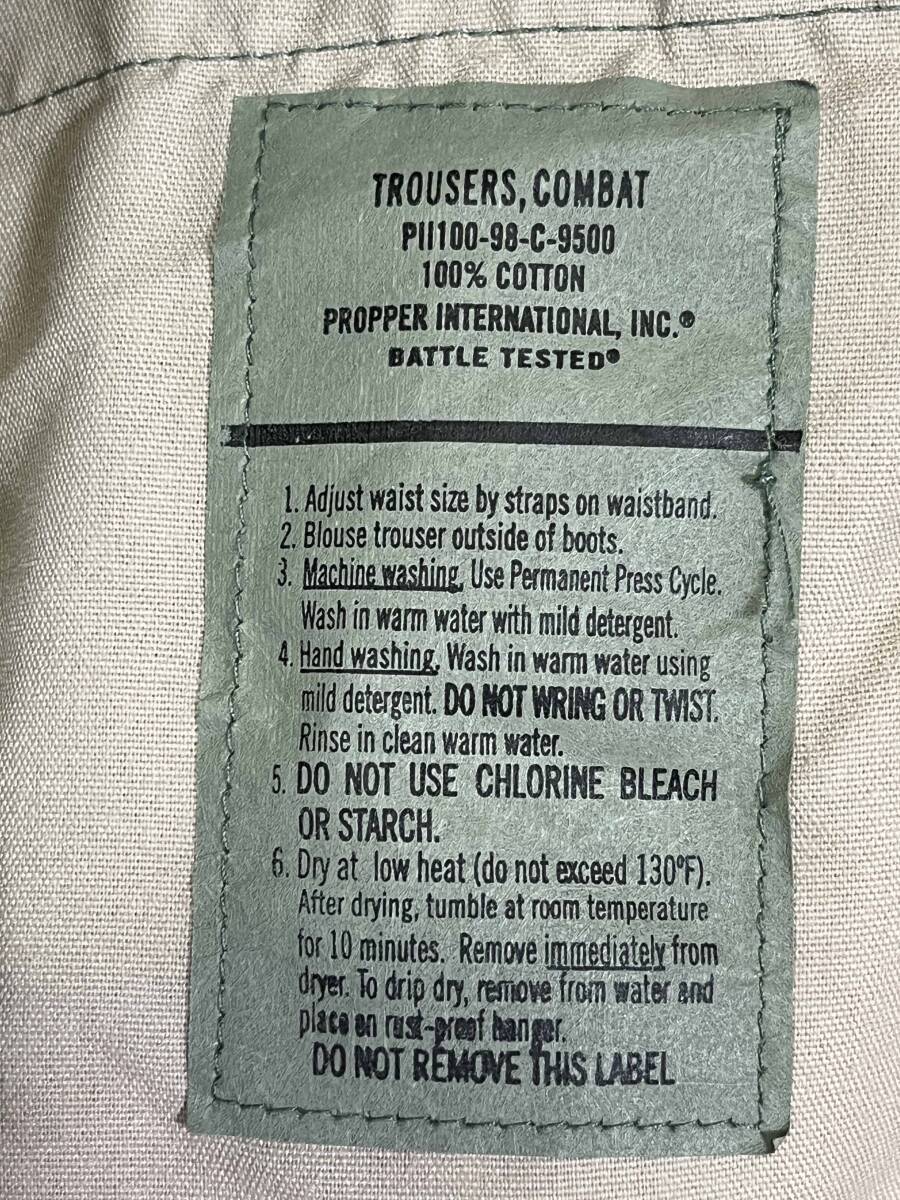 TROUSERS, COMBAT
PII100-98-C-9500
100% COTTON
PROPPER INTERNATIONAL, INC.®
BATTLE TESTED®
1. Adjust waist size by straps on waistband.
2. Blouse trouser outside of boots.
3. Machine washing. Use Permanent Press Cycle.
Wash in warm water with mild detergent.
4. Hand washing. Wash in warm water using
mild detergent. DO NOT WRING OR TWIST.
Rinse in clean warm water.
5. DO NOT USE CHLORINE BLEACH
OR STARCH.
6. Dry at low heat (do not exceed 130°F).
After drying, tumble at room temperature
for 10 minutes. Remove immediately from
dryer. To drip dry, remove from water and
place on rust-proof hanger.
DO NOT REMOVE THIS LABEL